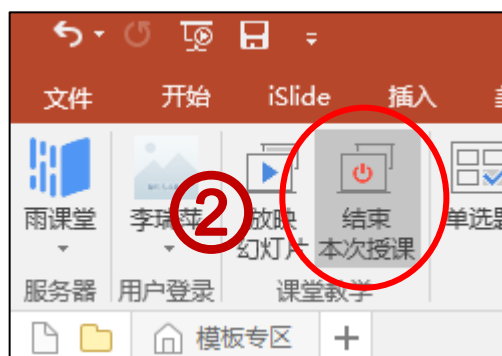 文件 开始 iSlide 插入
雨课堂 李瑞萍 放映 结束 单选题
幻灯片 本次授课
②
服务器 用户登录 课堂教学
模板专区